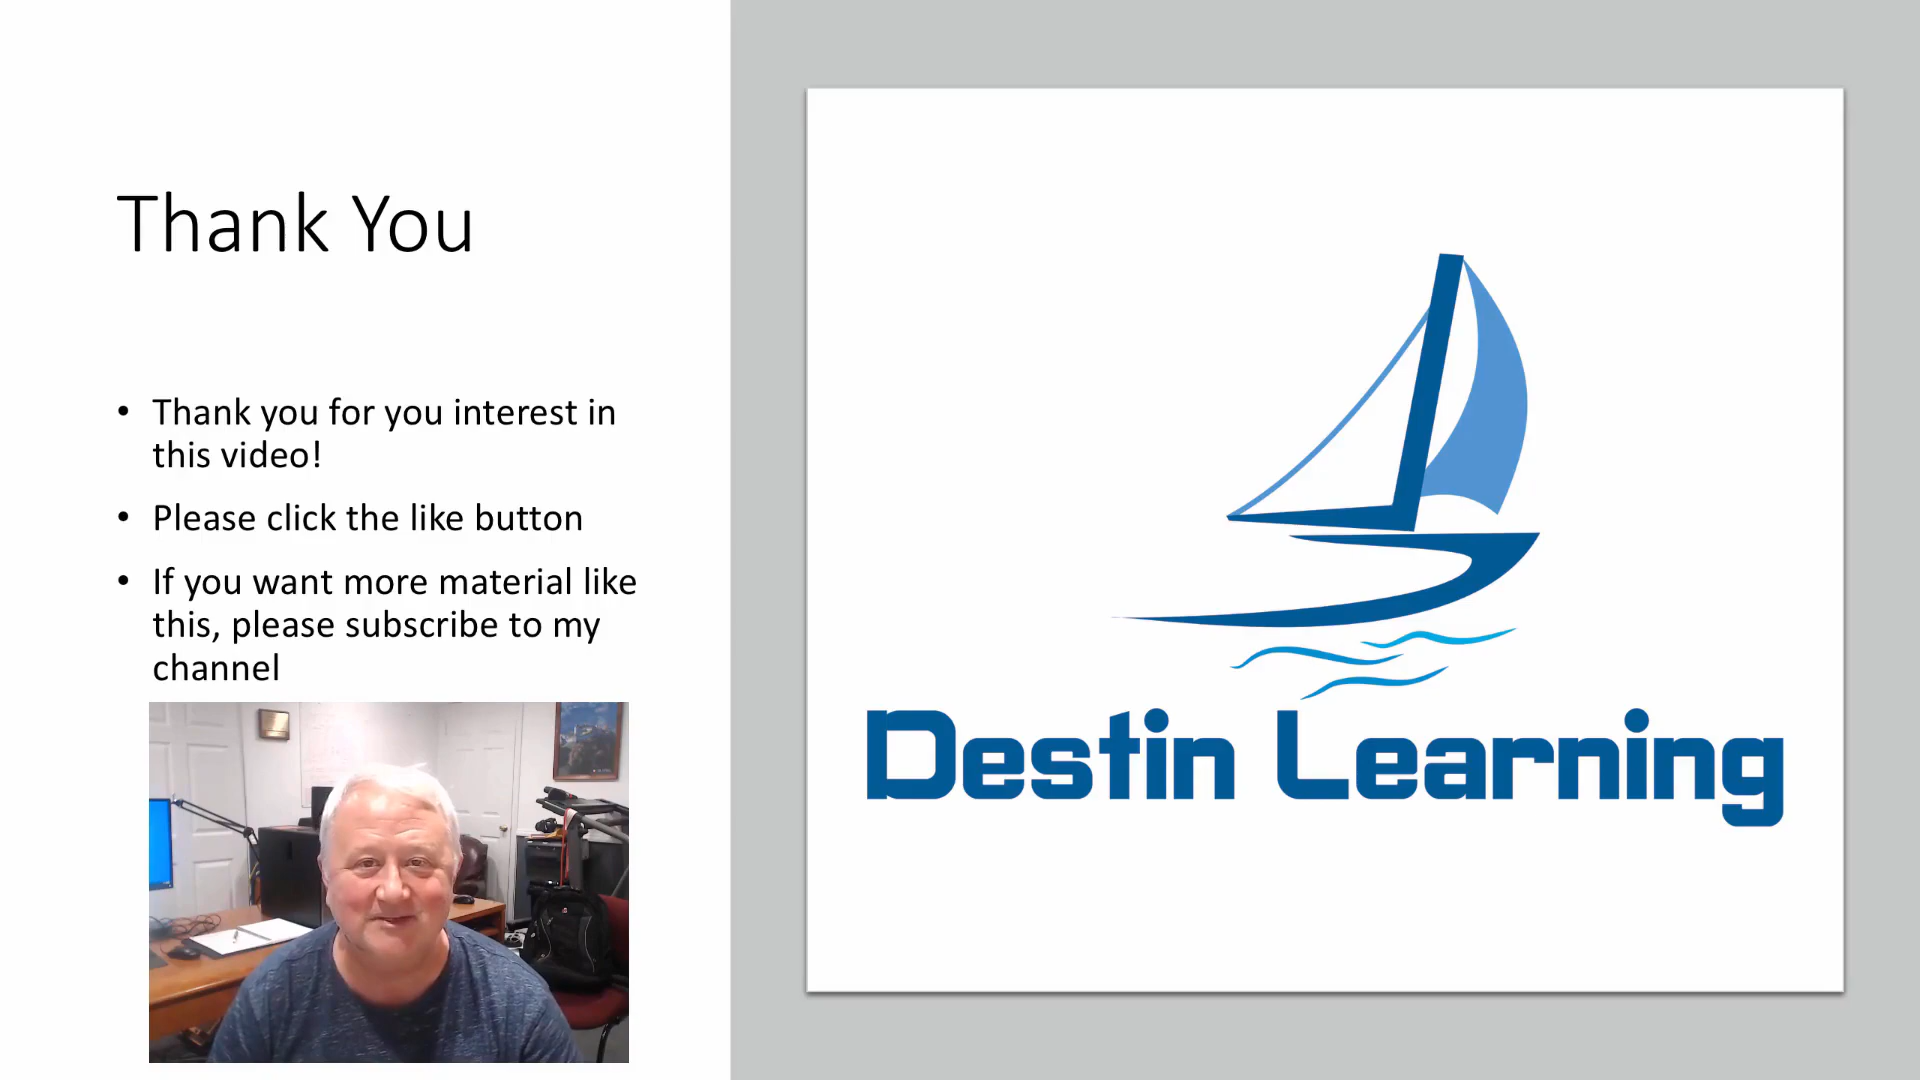 Thank You
• Thank you for you interest in
this video!
• Please click the like button
• If you want more material like
this, please subscribe to my
channel
Destin Learning